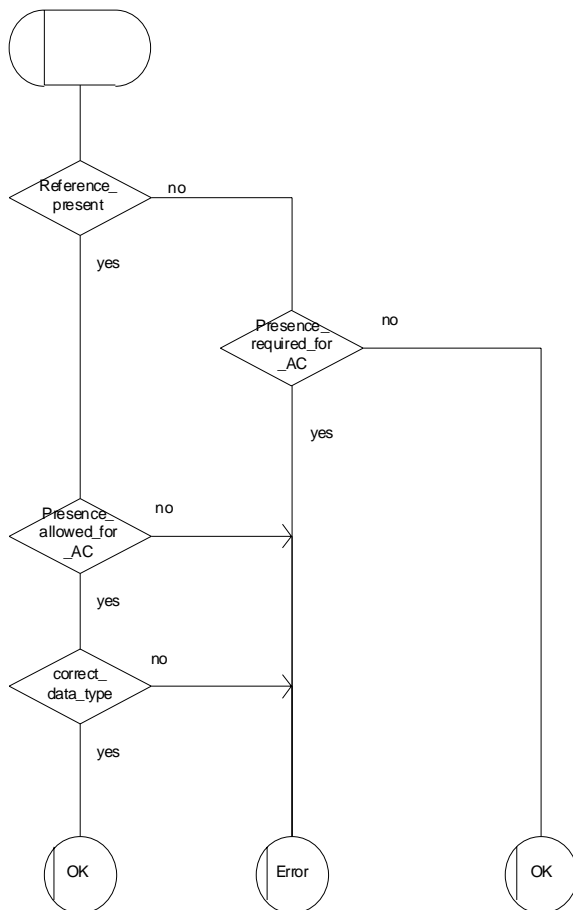 Reference_
present
no
yes
Presence_
required_for
_AC
no
yes
Presence_
allowed_for
_AC
no
yes
correct_
data_type
no
yes
OK
Error
OK